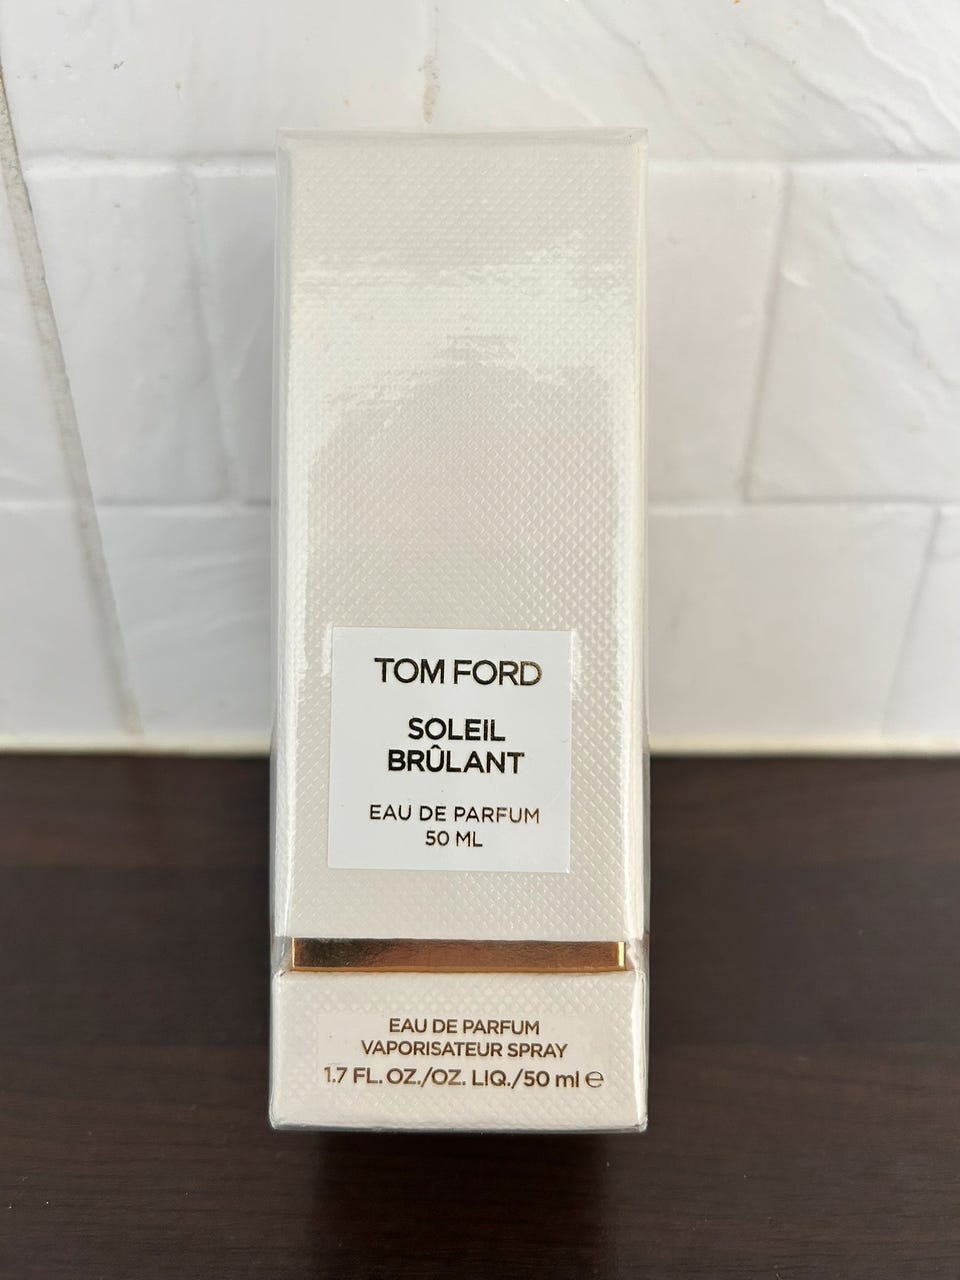 TOM FORD
SOLEIL
BRÛLANT
EAU DE PARFUM
50 ML
EAU DE PARFUM
VAPORISATEUR SPRAY
1.7 FL. OZ./OZ. LIQ./50 ml ℮